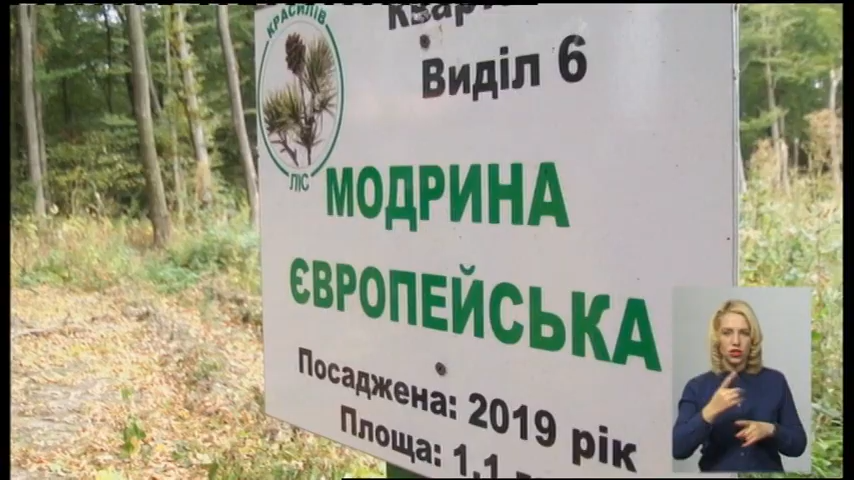 КРАСИЛІВ
ЛІС
Виділ 6
МОДРИНА
ЄВРОПЕЙСЬКА
Посаджена: 2019 рік
Площа: 1,1